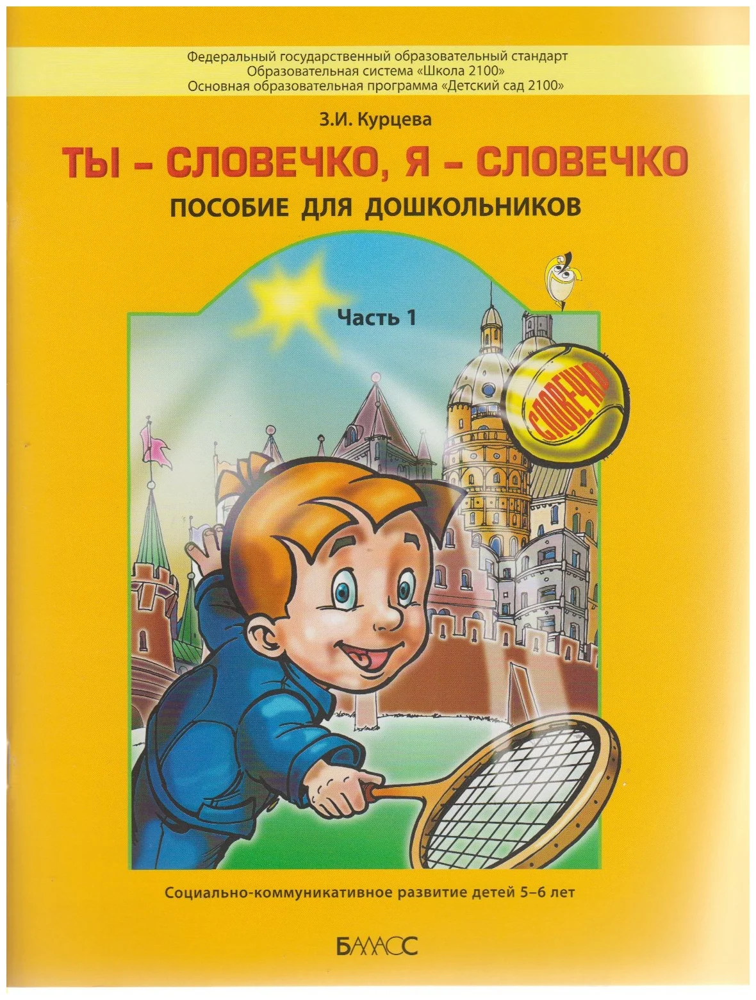 Федеральный государственный образовательный стандарт
Образовательная система «Школа 2100»
Основная образовательная программа «Детский сад 2100»
З.И. Курцева
ТЫ – СЛОВЕЧКО, Я – СЛОВЕЧКО
ПОСОБИЕ ДЛЯ ДОШКОЛЬНИКОВ
Часть 1
СЛОВЕЧКИ
Социально-коммуникативное развитие детей 5–6 лет
БАЛАСС